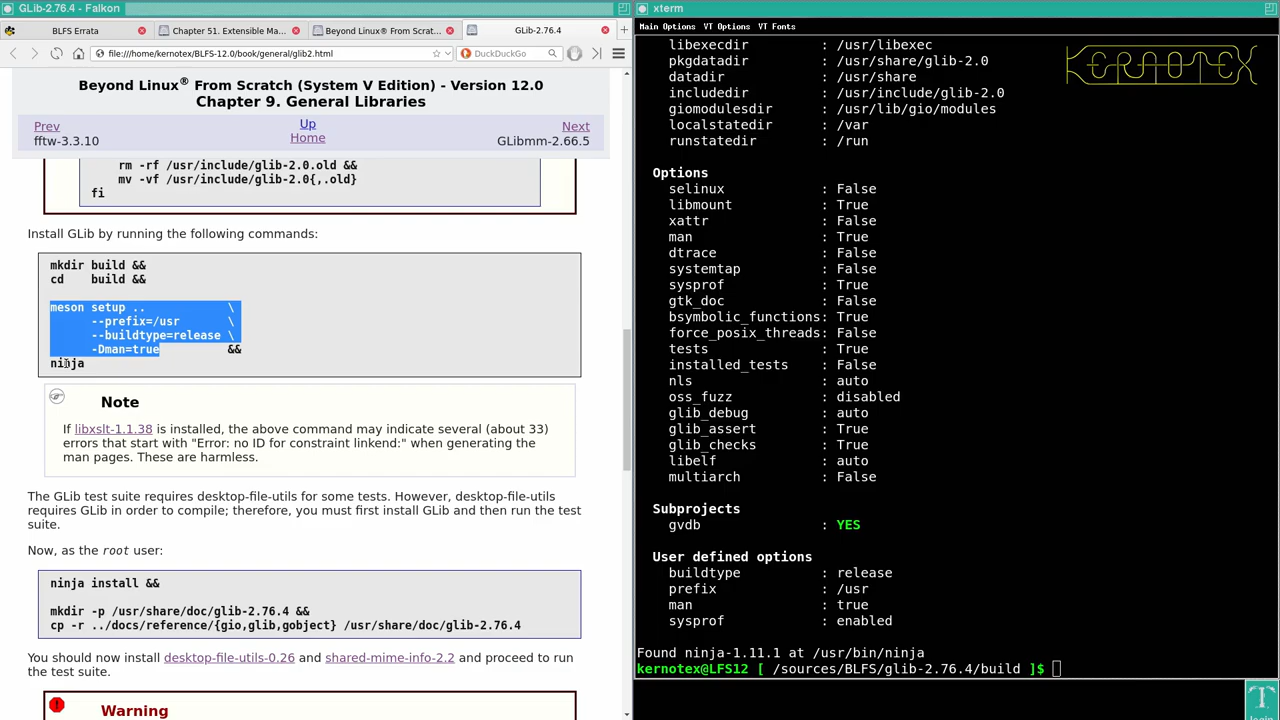 GLib-2.76.4 - Falkon
BLFS Errata
Chapter 51. Extensible Ma...
Beyond Linux® From Scrat...
GLib-2.76.4
file:///home/kernotex/BLFS-12.0/book/general/glib2.html
DuckDuckGo
Beyond Linux® From Scratch (System V Edition) - Version 12.0
Chapter 9. General Libraries
Prev
Up
Next
fftw-3.3.10
Home
GLibmm-2.66.5
rm -rf /usr/include/glib-2.0.old &&
mv -vf /usr/include/glib-2.0{,.old}
fi
Install GLib by running the following commands:
mkdir build &&
cd    build &&
meson setup ..            \
--prefix=/usr       \
--buildtype=release \
-Dman=true          &&
ninja
Note
If libxslt-1.1.38 is installed, the above command may indicate several (about 33)
errors that start with "Error: no ID for constraint linkend:" when generating the
man pages. These are harmless.
The GLib test suite requires desktop-file-utils for some tests. However, desktop-file-utils
requires GLib in order to compile; therefore, you must first install GLib and then run the test
suite.
Now, as the root user:
ninja install &&
mkdir -p /usr/share/doc/glib-2.76.4 &&
cp -r ../docs/reference/{gio,glib,gobject} /usr/share/doc/glib-2.76.4
You should now install desktop-file-utils-0.26 and shared-mime-info-2.2 and proceed to run
the test suite.
Warning
xterm
Main Options  VT Options  VT Fonts
KERNOTEX
libexecdir : /usr/libexec
pkgdatadir : /usr/share/glib-2.0
datadir : /usr/share
includedir : /usr/include/glib-2.0
giomodulesdir : /usr/lib/gio/modules
localstatedir : /var
runstatedir : /run
Options
selinux : False
libmount : True
xattr : False
man : True
dtrace : False
systemtap : False
sysprof : True
gtk_doc : False
bsymbolic_functions: True
force_posix_threads: False
tests : True
installed_tests : False
nls : auto
oss_fuzz : disabled
glib_debug : auto
glib_assert : True
glib_checks : True
libelf : auto
multiarch : False
Subprojects
gvdb : YES
User defined options
buildtype : release
prefix : /usr
man : true
sysprof : enabled
Found ninja-1.11.1 at /usr/bin/ninja
kernotex@LFS12 [ /sources/BLFS/glib-2.76.4/build ]$
login